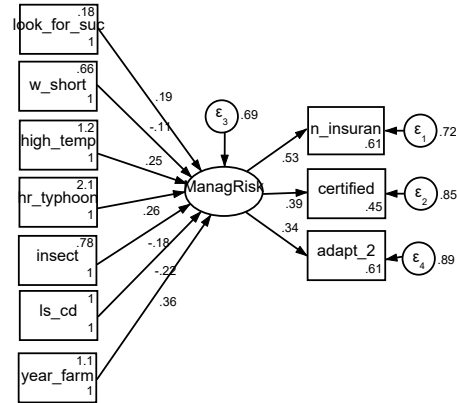 .18
look_for_suc
1
.66
w_short
1
1.2
high_temp
1
2.1
hr_typhoon
1
.78
insect
1
1
ls_cd
1
1.1
year_farm
1
.19
-.11
.25
.26
-.18
-.22
.36
ε3
.69
ManagRisk
.53
.39
.34
n_insuran
.61
ε1
.72
certified
.45
ε2
.85
adapt_2
.61
ε4
.89